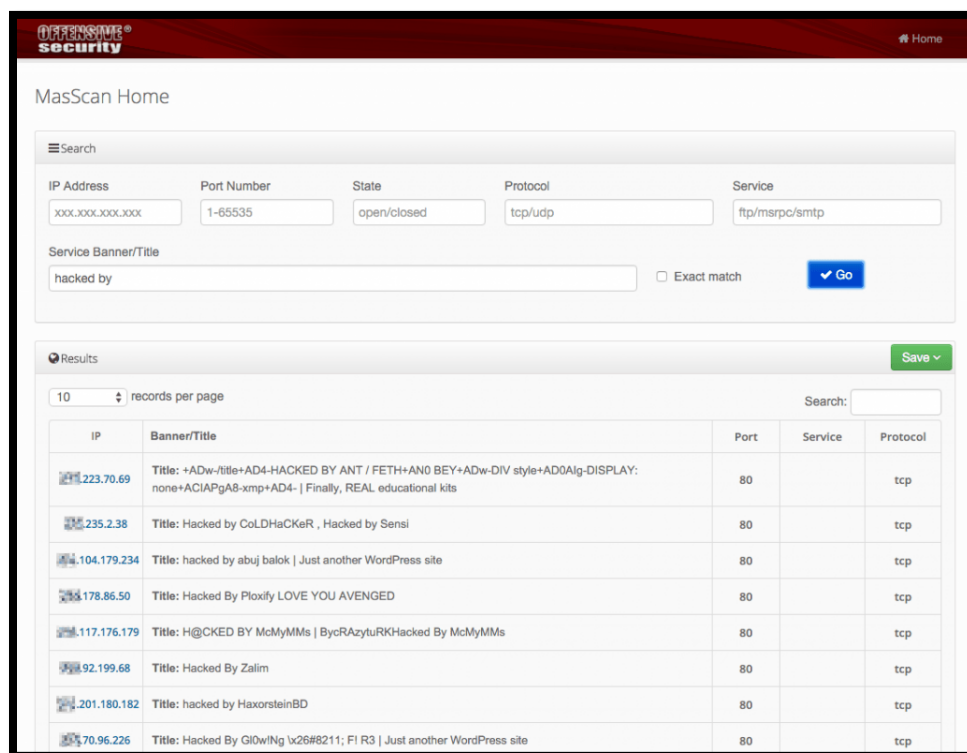 OFFENSIVE®
security
Home
MasScan Home
Search
IP Address Port Number State Protocol Service
xxx.xxx.xxx.xxx 1-65535 open/closed tcp/udp ftp/msrpc/smtp
Service Banner/Title
hacked by Exact match Go
Results Save
10 records per page Search:
IP Banner/Title Port Service Protocol
.223.70.69 Title: +ADw-/title+AD4-HACKED BY ANT / FETH+AN0 BEY+ADw-DIV style+AD0AIg-DISPLAY: 80 tcp
none+ACIAPgA8-xmp+AD4- | Finally, REAL educational kits
.235.2.38 Title: Hacked by CoLDHaCKeR , Hacked by Sensi 80 tcp
.104.179.234 Title: hacked by abuj balok | Just another WordPress site 80 tcp
.178.86.50 Title: Hacked By Ploxify LOVE YOU AVENGED 80 tcp
.117.176.179 Title: H@CKED BY McMyMMs | BycRAzytuRKHacked By McMyMMs 80 tcp
.92.199.68 Title: Hacked By Zalim 80 tcp
.201.180.182 Title: hacked by HaxorsteinBD 80 tcp
.70.96.226 Title: Hacked By Gl0w!Ng \x26#8211; F! R3 | Just another WordPress site 80 tcp